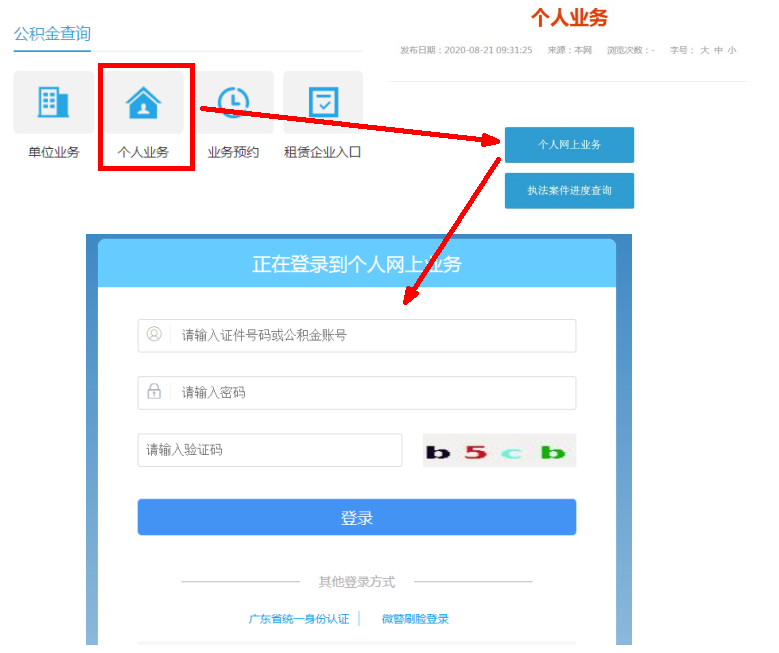 公积金查询
单位业务
个人业务
业务预约
租赁企业入口
个人业务
发布日期：2020-08-21 09:31:25 来源：本网 浏览次数：- 字号： 大 中 小
个人网上业务
执法案件进度查询
正在登录到个人网上业务
请输入证件号码或公积金账号
请输入密码
请输入验证码
b5cb
登录
其他登录方式
广东省统一身份认证
微警刷脸登录